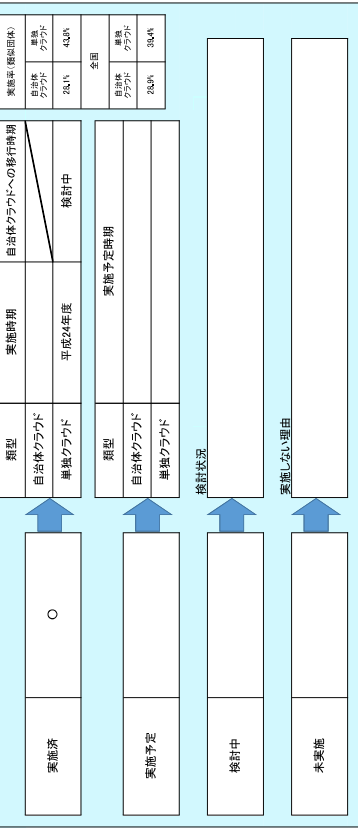 実施済
○
類型
実施時期
自治体クラウドへの移行時期
自治体クラウド
単独クラウド
平成24年度
検討中
実施率(類似団体)
自治体
クラウド
単独
クラウド
28.1%
43.8%
全国
自治体
クラウド
単独
クラウド
28.9%
39.4%
実施予定
類型
実施予定時期
自治体クラウド
単独クラウド
検討中
検討状況
未実施
実施しない理由